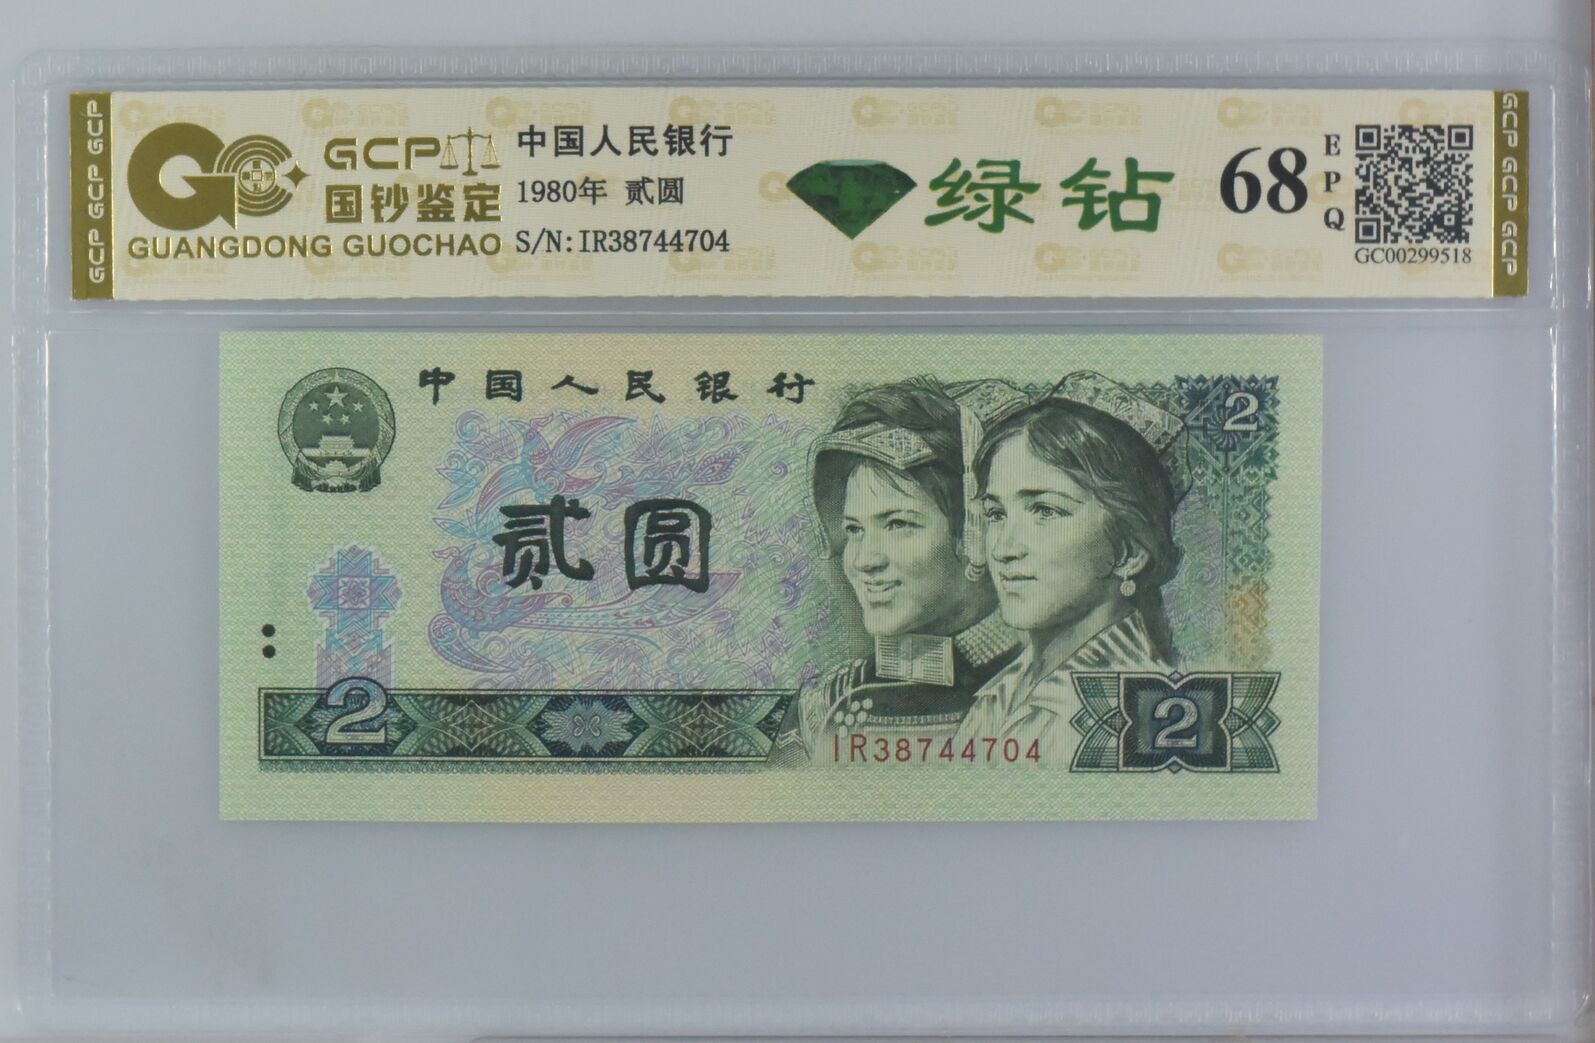 GCP GCP GCP
GCP
国钞鉴定
GUANGDONG GUOCHAO
中国人民银行
1980年 贰圆
S/N:IR38744704
绿钻
68
EPQ
GC00299518
GCP GCP GCP
中国人民银行
2
贰圆
2
IR38744704
2